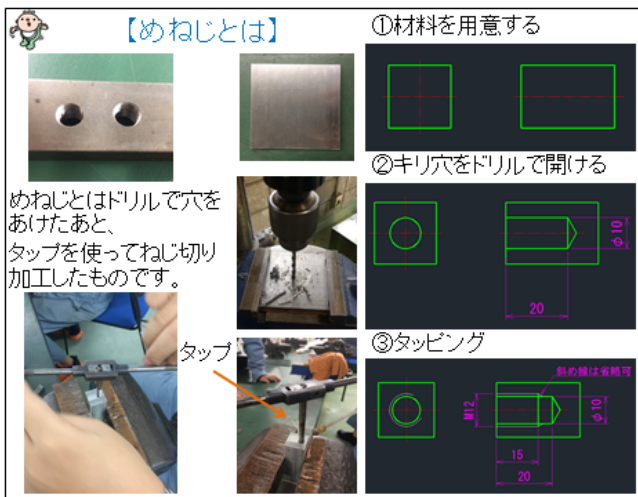 【めねじとは】
めねじとはドリルで穴を
あけたあと、
タップを使ってねじ切り
加工したものです。
タップ
①材料を用意する
②キリ穴をドリルで開ける
φ10
20
③タッピング
斜め線は省略可
M12
φ10
15
20